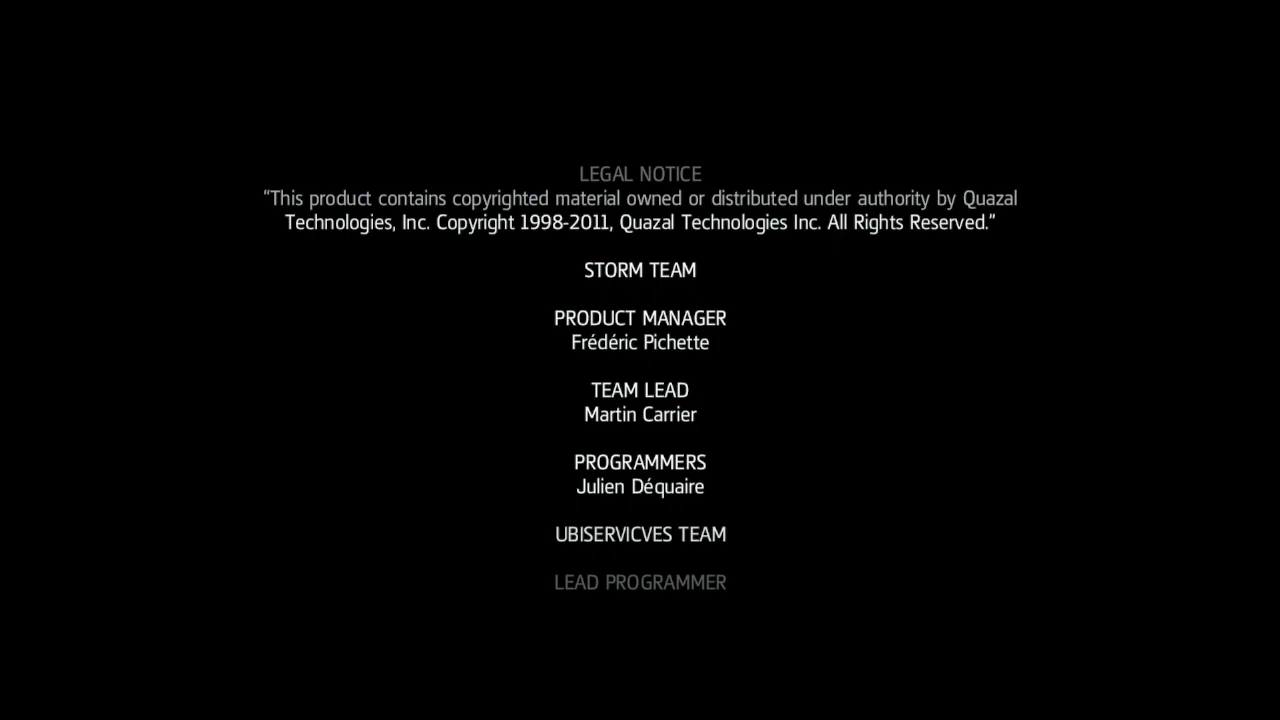 LEGAL NOTICE
“This product contains copyrighted material owned or distributed under authority by Quazal
Technologies, Inc. Copyright 1998-2011, Quazal Technologies Inc. All Rights Reserved.”
STORM TEAM
PRODUCT MANAGER
Frédéric Pichette
TEAM LEAD
Martin Carrier
PROGRAMMERS
Julien Déquaire
UBISERVICVES TEAM
LEAD PROGRAMMER